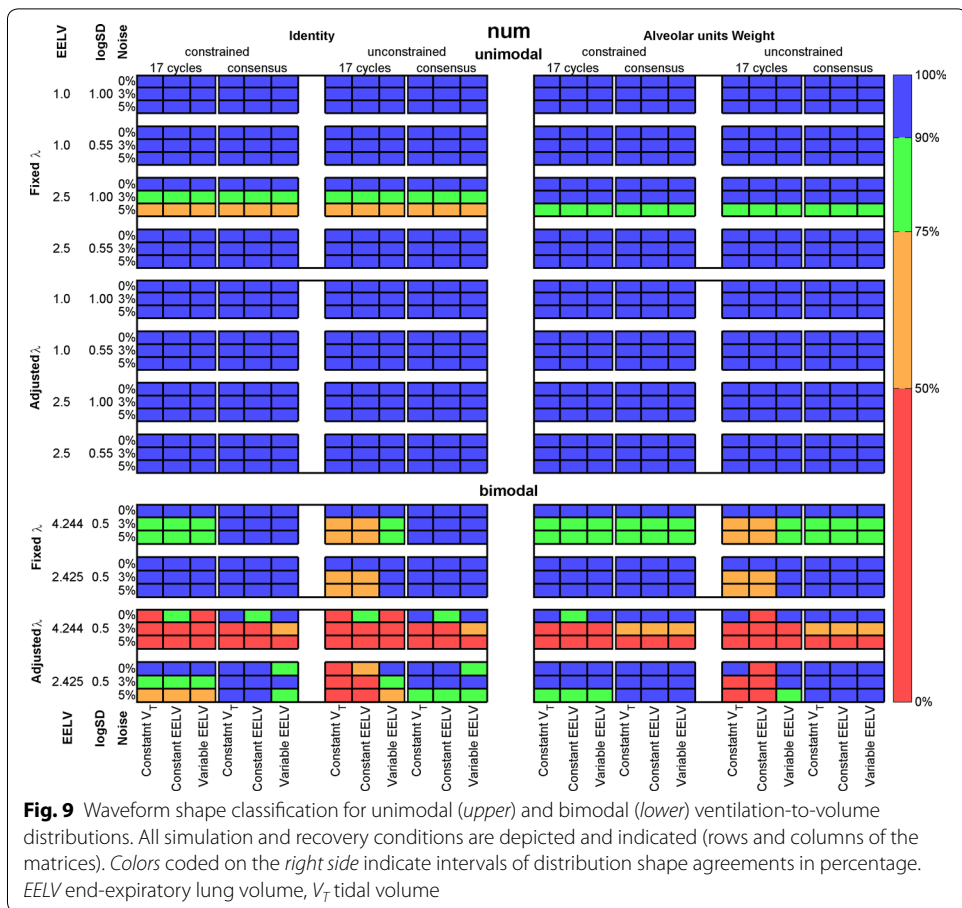 num
Identity Alveolar units Weight
unimodal
EELV logSD Noise
constrained unconstrained constrained unconstrained
17 cycles consensus 17 cycles consensus 17 cycles consensus 17 cycles consensus
Fixed λ
0%
1.0 1.00 3%
5%
0%
1.0 0.55 3%
5%
0%
2.5 1.00 3%
5%
0%
2.5 0.55 3%
5%
Adjusted λ
0%
1.0 1.00 3%
5%
0%
1.0 0.55 3%
5%
0%
2.5 1.00 3%
5%
0%
2.5 0.55 3%
5%
bimodal
Fixed λ
0%
4.244 0.5 3%
5%
0%
2.425 0.5 3%
5%
Adjusted λ
0%
4.244 0.5 3%
5%
0%
2.425 0.5 3%
5%
EELV logSD Noise
Constatnt VT Constant EELV Variable EELV Constant VT Constant EELV Variable EELV Constatnt VT Constant EELV Variable EELV Constant VT Constant EELV Variable EELV Constatnt VT Constant EELV Variable EELV Constant VT Constant EELV Variable EELV Constatnt VT Constant EELV Variable EELV Constant VT Constant EELV Variable EELV
100%
90%
75%
50%
0%
Fig. 9 Waveform shape classification for unimodal (upper) and bimodal (lower) ventilation-to-volume
distributions. All simulation and recovery conditions are depicted and indicated (rows and columns of the
matrices). Colors coded on the right side indicate intervals of distribution shape agreements in percentage.
EELV end-expiratory lung volume, VT tidal volume